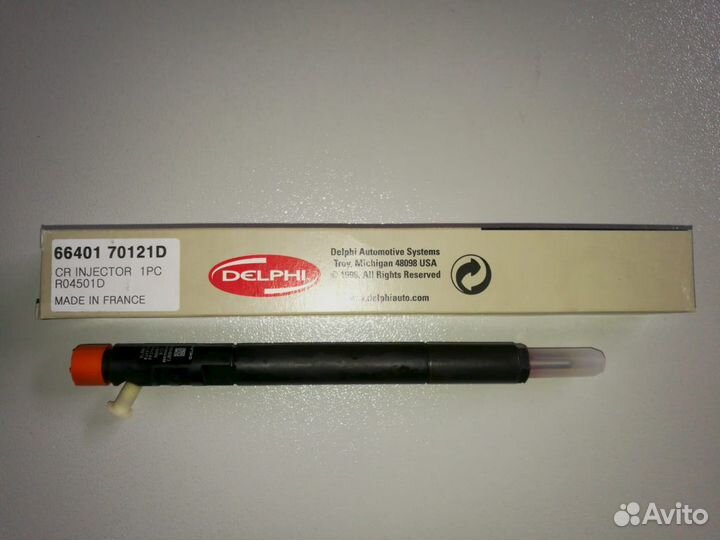 66401 70121D
CR INJECTOR 1PC
R04501D
MADE IN FRANCE
DELPHI
Delphi Automotive Systems
Troy, Michigan 48098 USA
© 1998, All Rights Reserved
www.delphiauto.com
Avito